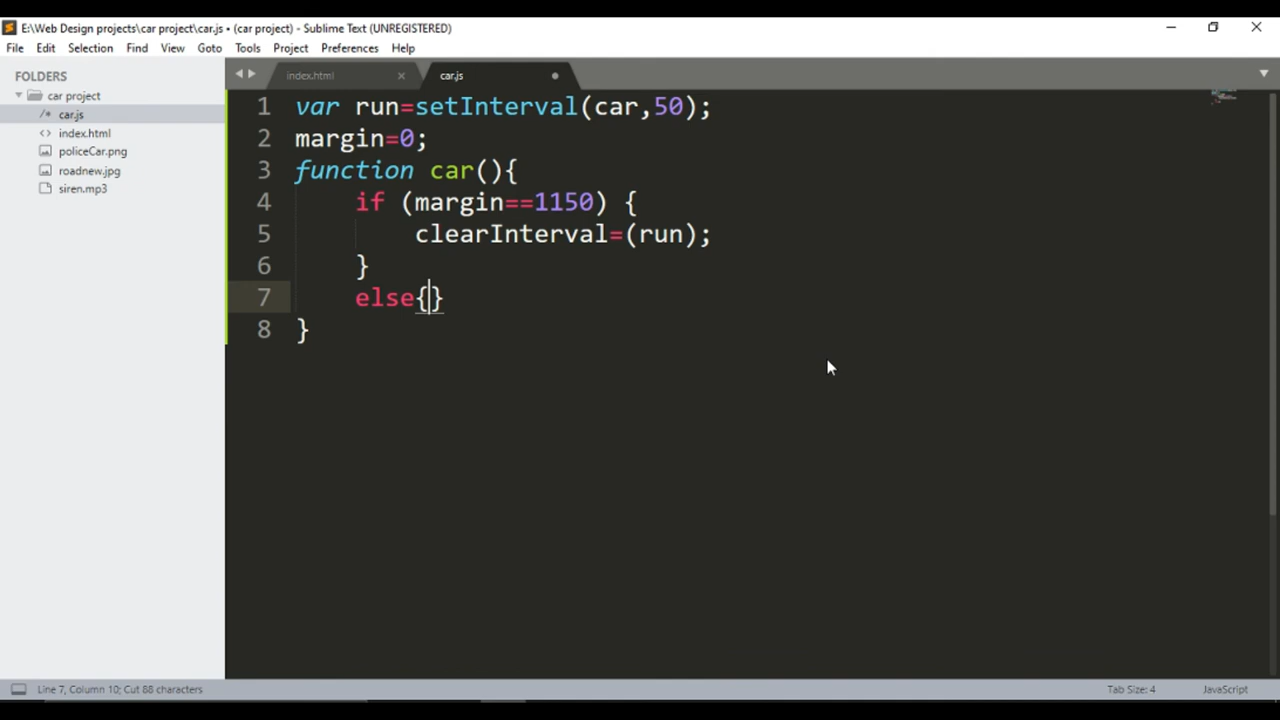 E:\Web Design projects\car project\car.js • (car project) - Sublime Text (UNREGISTERED)
File Edit Selection Find View Goto Tools Project Preferences Help
FOLDERS
car project
/* car.js
<> index.html
policeCar.png
roadnew.jpg
siren.mp3
index.html × car.js
1 var run=setInterval(car,50);
2 margin=0;
3 function car(){
4 if (margin==1150) {
5 clearInterval=(run);
6 }
7 else{}
8 }
Line 7, Column 10; Cut 88 characters Tab Size: 4 JavaScript